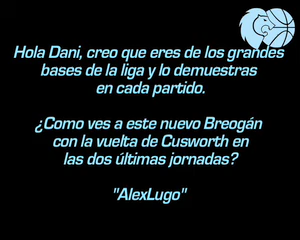 Hola Dani, creo que eres de los grandes
bases de la liga y lo demuestras
en cada partido.
¿Como ves a este nuevo Breogán
con la vuelta de Cusworth en
las dos últimas jornadas?
"AlexLugo"